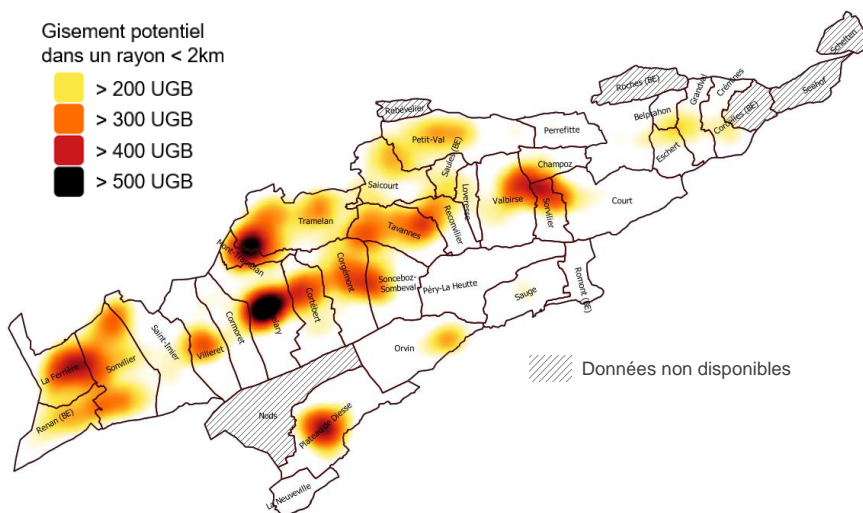 Gisement potentiel
dans un rayon < 2km
> 200 UGB
> 300 UGB
> 400 UGB
> 500 UGB
Schelten
Seehof
Roches (BE)
Grandval
Crémines
Rebévelier
Belprahon
Corcelles (BE)
Petit-Val
Perrefitte
Eschert
Saules (BE)
Champoz
Saicourt
Loveresse
Valbirse
Sorvilier
Court
Tramelan
Tavannes
Reconvilier
Mont-Tramelan
Corgémont
Sonceboz-
Sombeval
Péry-La Heutte
Romont (BE)
Sauge
Cortébert
Cormoret
Saint-Imier
Villeret
Orvin
La Ferrière
Sonvilier
Données non disponibles
Renan (BE)
Nods
Plateau de Diesse
La Neuveville